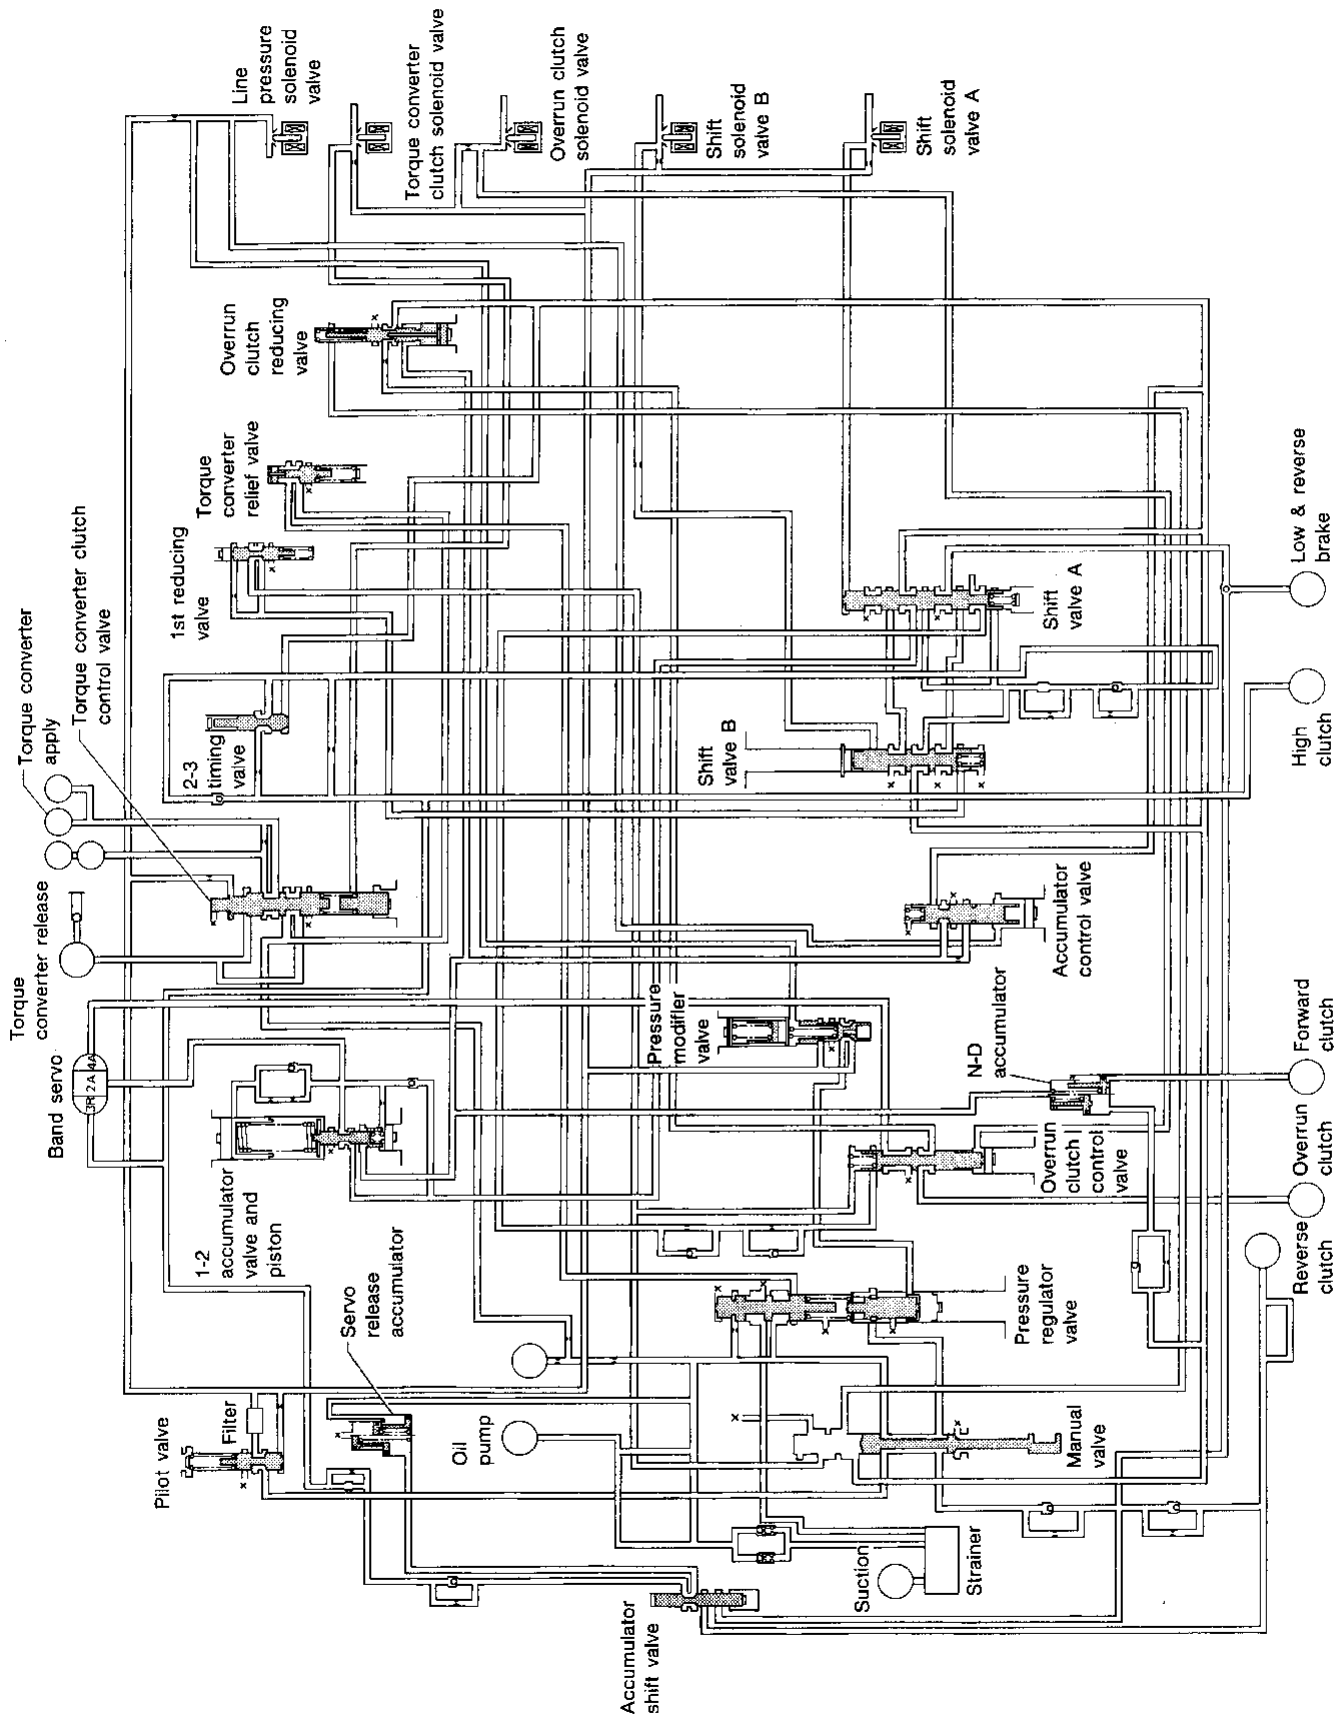 Line
pressure
solenoid
valve
Torque converter
clutch solenoid valve
Overrun clutch
solenoid valve
Shift
solenoid
valve B
Shift
solenoid
valve A
Overrun
clutch
reducing
valve
Torque
converter
relief valve
1st reducing
valve
Torque converter clutch
control valve
Torque converter
apply
2-3
timing
valve
Shift
valve B
Shift
valve A
Low & reverse
brake
High
clutch
Torque
converter release
Band servo
3R 2A 4A
Pressure
modifier
valve
Accumulator
control valve
N-D
accumulator
Forward
clutch
Overrun
clutch
Overrun
clutch control
valve
Reverse
clutch
1-2
accumulator
valve and
piston
Servo
release
accumulator
Pressure
regulator
valve
Pilot valve
Filter
Oil
pump
Manual
valve
Suction
Strainer
Accumulator
shift valve